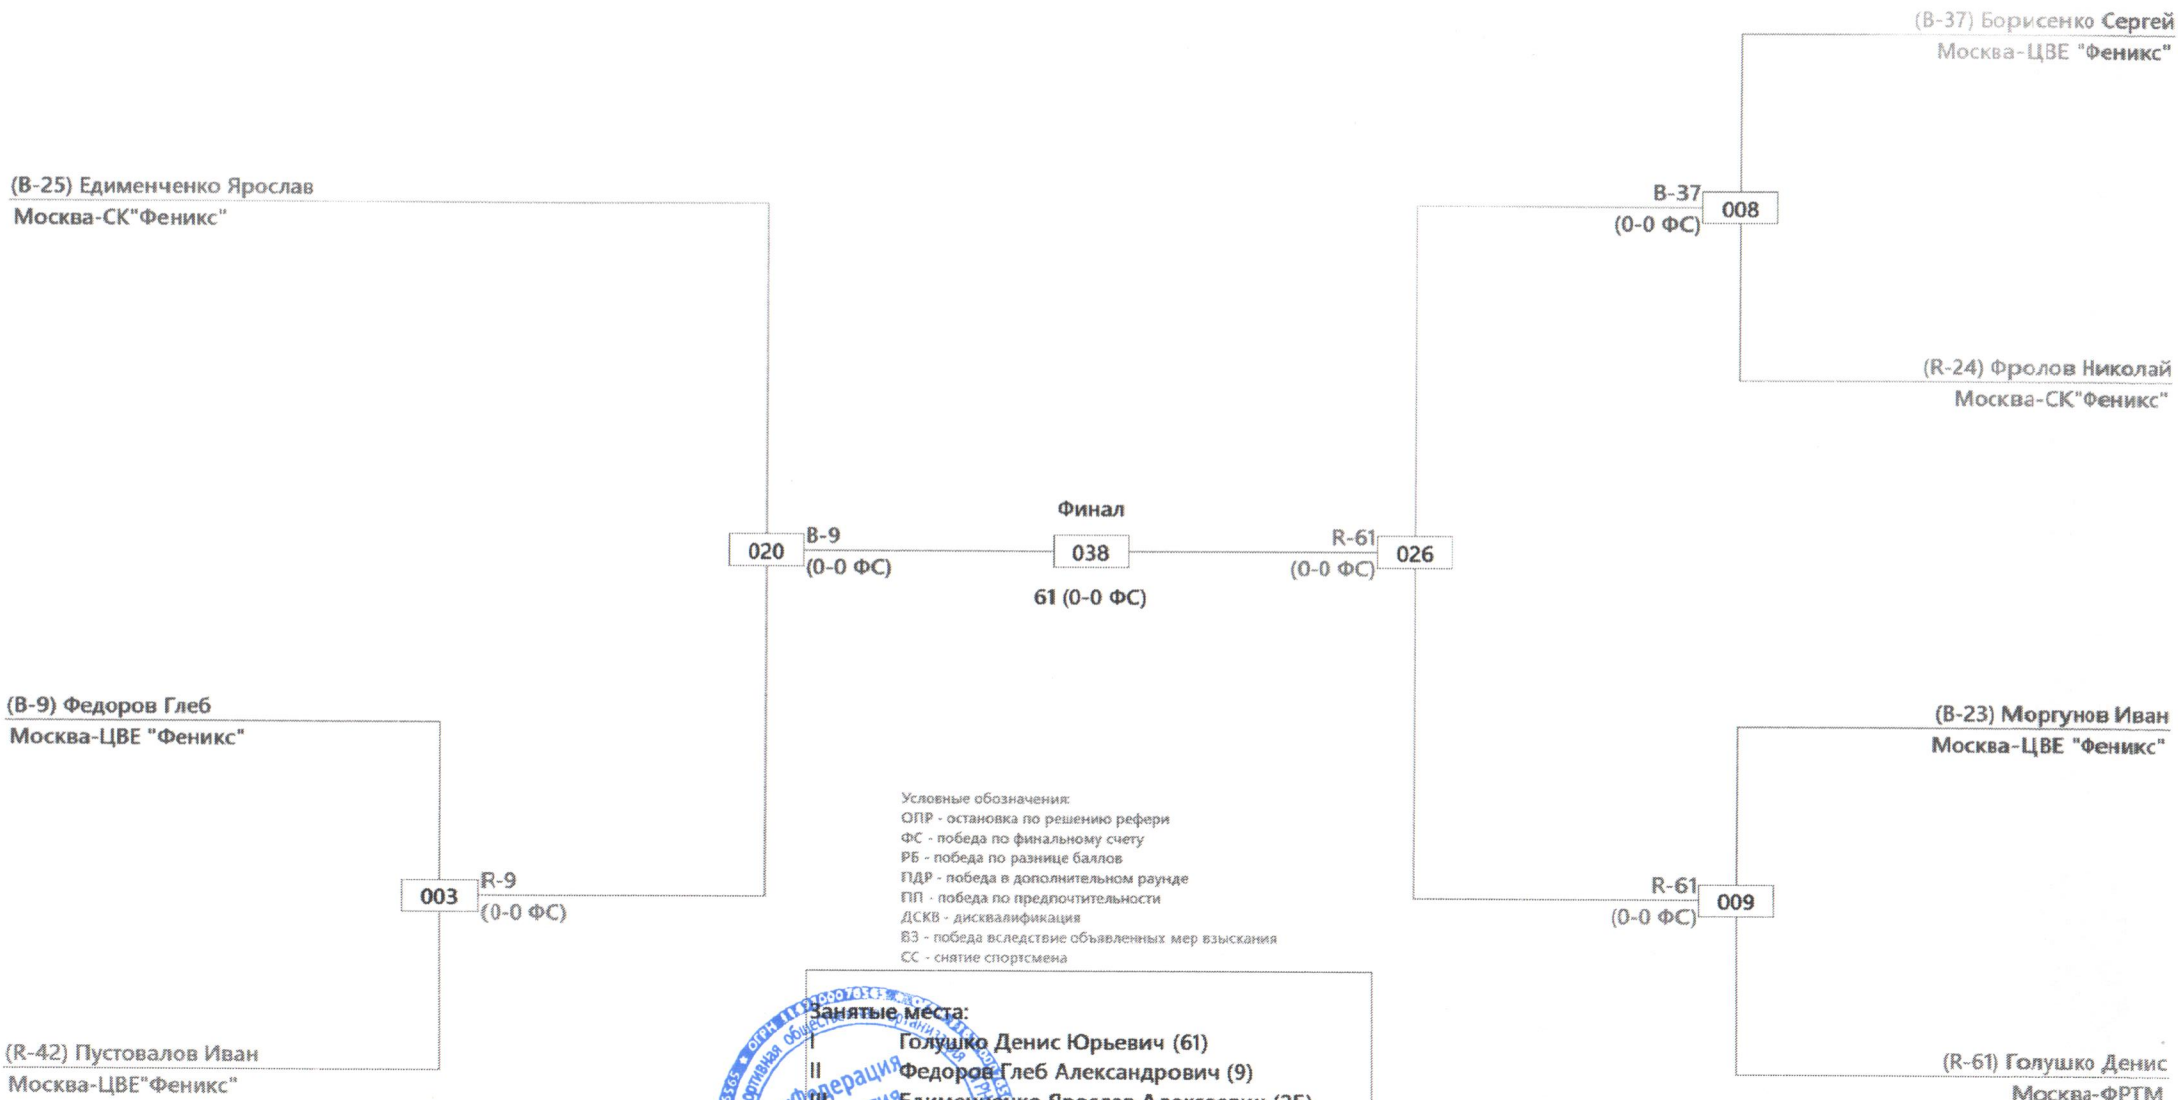 (B-37) Борисенко Сергей
Москва-ЦВЕ "Феникс"
(B-25) Едименченко Ярослав
Москва-СК"Феникс"
B-37
008
(0-0 ФС)
(R-24) Фролов Николай
Москва-СК"Феникс"
Финал
020
B-9
(0-0 ФС)
038
R-61
(0-0 ФС)
026
61 (0-0 ФС)
(B-9) Федоров Глеб
Москва-ЦВЕ "Феникс"
(B-23) Моргунов Иван
Москва-ЦВЕ "Феникс"
003
R-9
(0-0 ФС)
R-61
(0-0 ФС)
009
Условные обозначения:
ОПР - остановка по решению рефери
ФС - победа по финальному счету
РБ - победа по разнице баллов
ПДР - победа в дополнительном раунде
ПП - победа по предпочтительности
ДСКВ - дисквалификация
ВЗ - победа вследствие объявленных мер взыскания
СС - снятие спортсмена
(R-42) Пустовалов Иван
Москва-ЦВЕ"Феникс"
(R-61) Голушко Денис
Москва-ФРТМ
Занятые места:
I Голушко Денис Юрьевич (61)
II Федоров Глеб Александрович (9)
III
Федерация